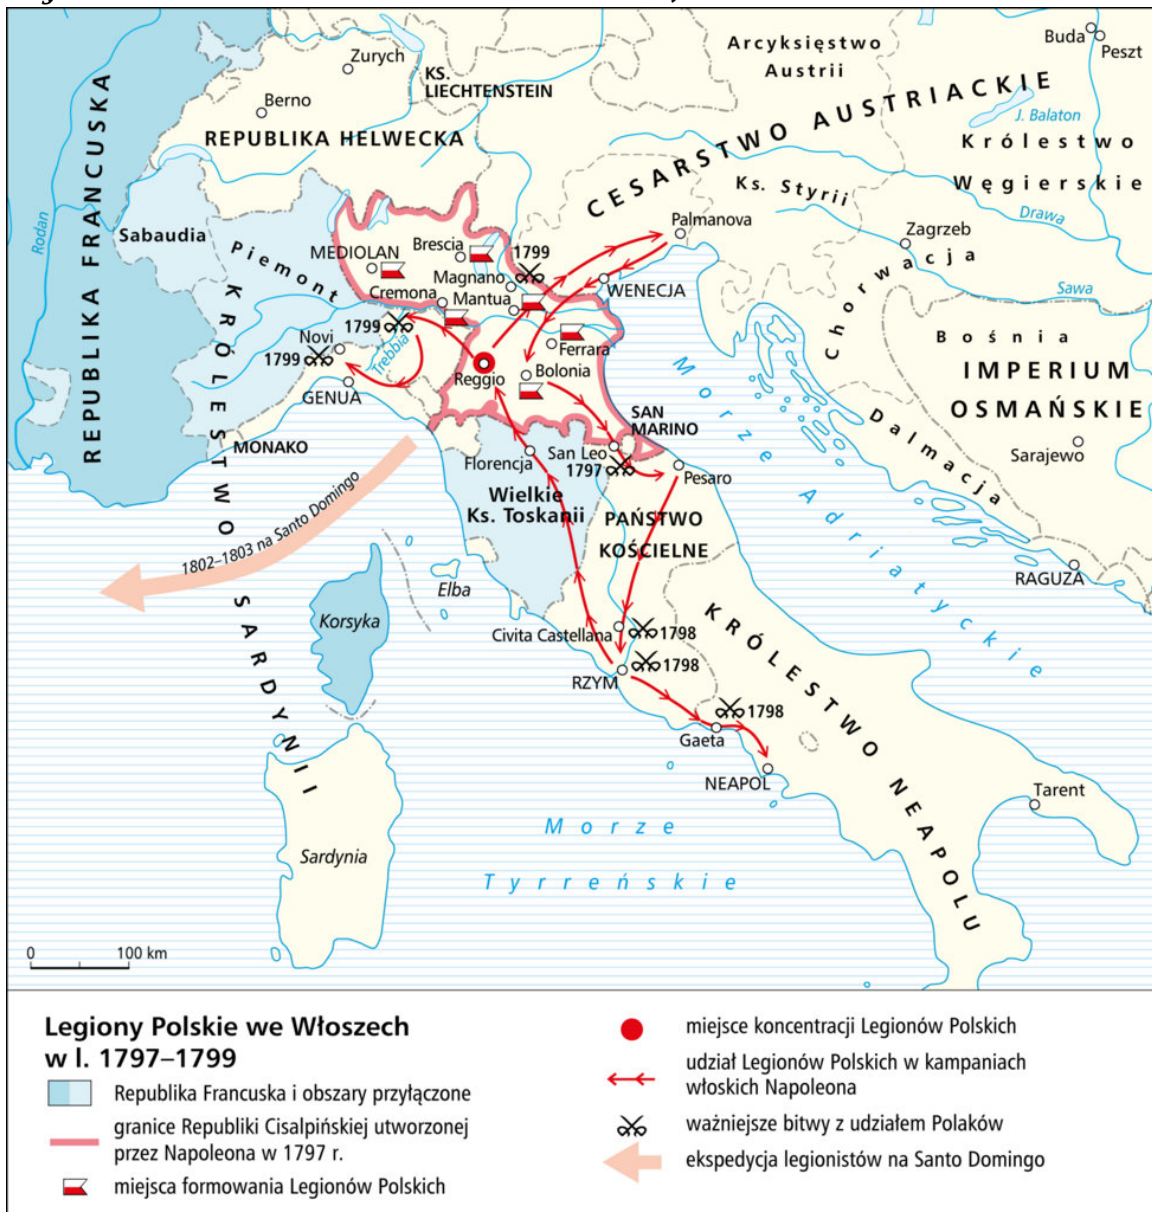 Zurych
Berno
REPUBLIKA HELWECKA
KS.
LIECHTENSTEIN
Arcyksięstwo
Austrii
Buda
Peszt
CESARSTWO AUSTRIACKIE
J. Balaton
Królestwo
Węgierskie
Ks. Styrii
Drawa
Zagrzeb
Chorwacja
Sawa
Bośnia
IMPERIUM
OSMAŃSKIE
Sarajewo
Dalmacja
RAGUZA
REPUBLIKA FRANCUSKA
Rodan
Sabaudia
Piemont
KRÓLESTWO SARDYNII
MEDIOLAN
Brescia
1799
Magnano
Cremona
Mantua
Palmanova
WENECJA
1799
Trebbia
Novi
1799
GENUA
Ferrara
Reggio
Bolonia
MONAKO
SAN
MARINO
San Leo
1797
Florencja
Pesaro
Wielkie
Ks. Toskanii
PAŃSTWO
KOŚCIELNE
Morze Adriatyckie
1802–1803 na Santo Domingo
Elba
Korsyka
Civita Castellana
1798
1798
RZYM
1798
Gaeta
NEAPOL
KRÓLESTWO NEAPOLU
Tarent
Sardynia
Morze
Tyrreńskie
0 100 km
Legiony Polskie we Włoszech
w l. 1797–1799
Republika Francuska i obszary przyłączone
granice Republiki Cisalpińskiej utworzonej
przez Napoleona w 1797 r.
miejsca formowania Legionów Polskich
miejsce koncentracji Legionów Polskich
udział Legionów Polskich w kampaniach
włoskich Napoleona
ważniejsze bitwy z udziałem Polaków
ekspedycja legionistów na Santo Domingo